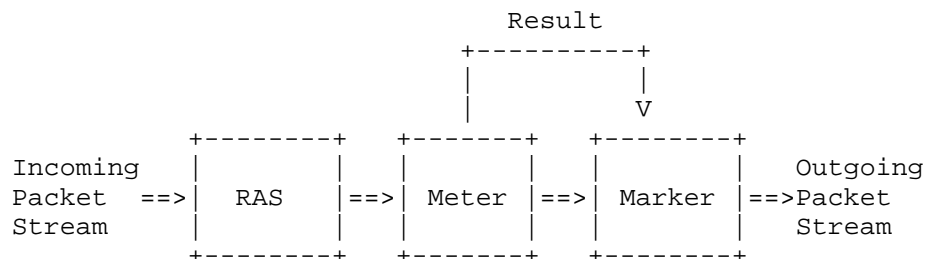 Result
+----------+
|          |
|          V
+--------+   +-------+   +--------+
Incoming |        |   |       |   |        | Outgoing
Packet ==>| RAS |==>| Meter |==>| Marker |==>Packet
Stream |        |   |       |   |        | Stream
+--------+   +-------+   +--------+